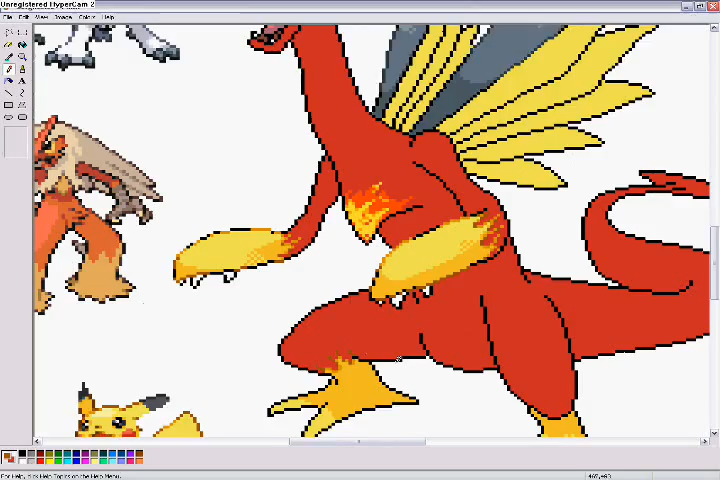 Unregistered HyperCam 2
File Edit View Image Colors Help
A
For Help, click Help Topics on the Help Menu.